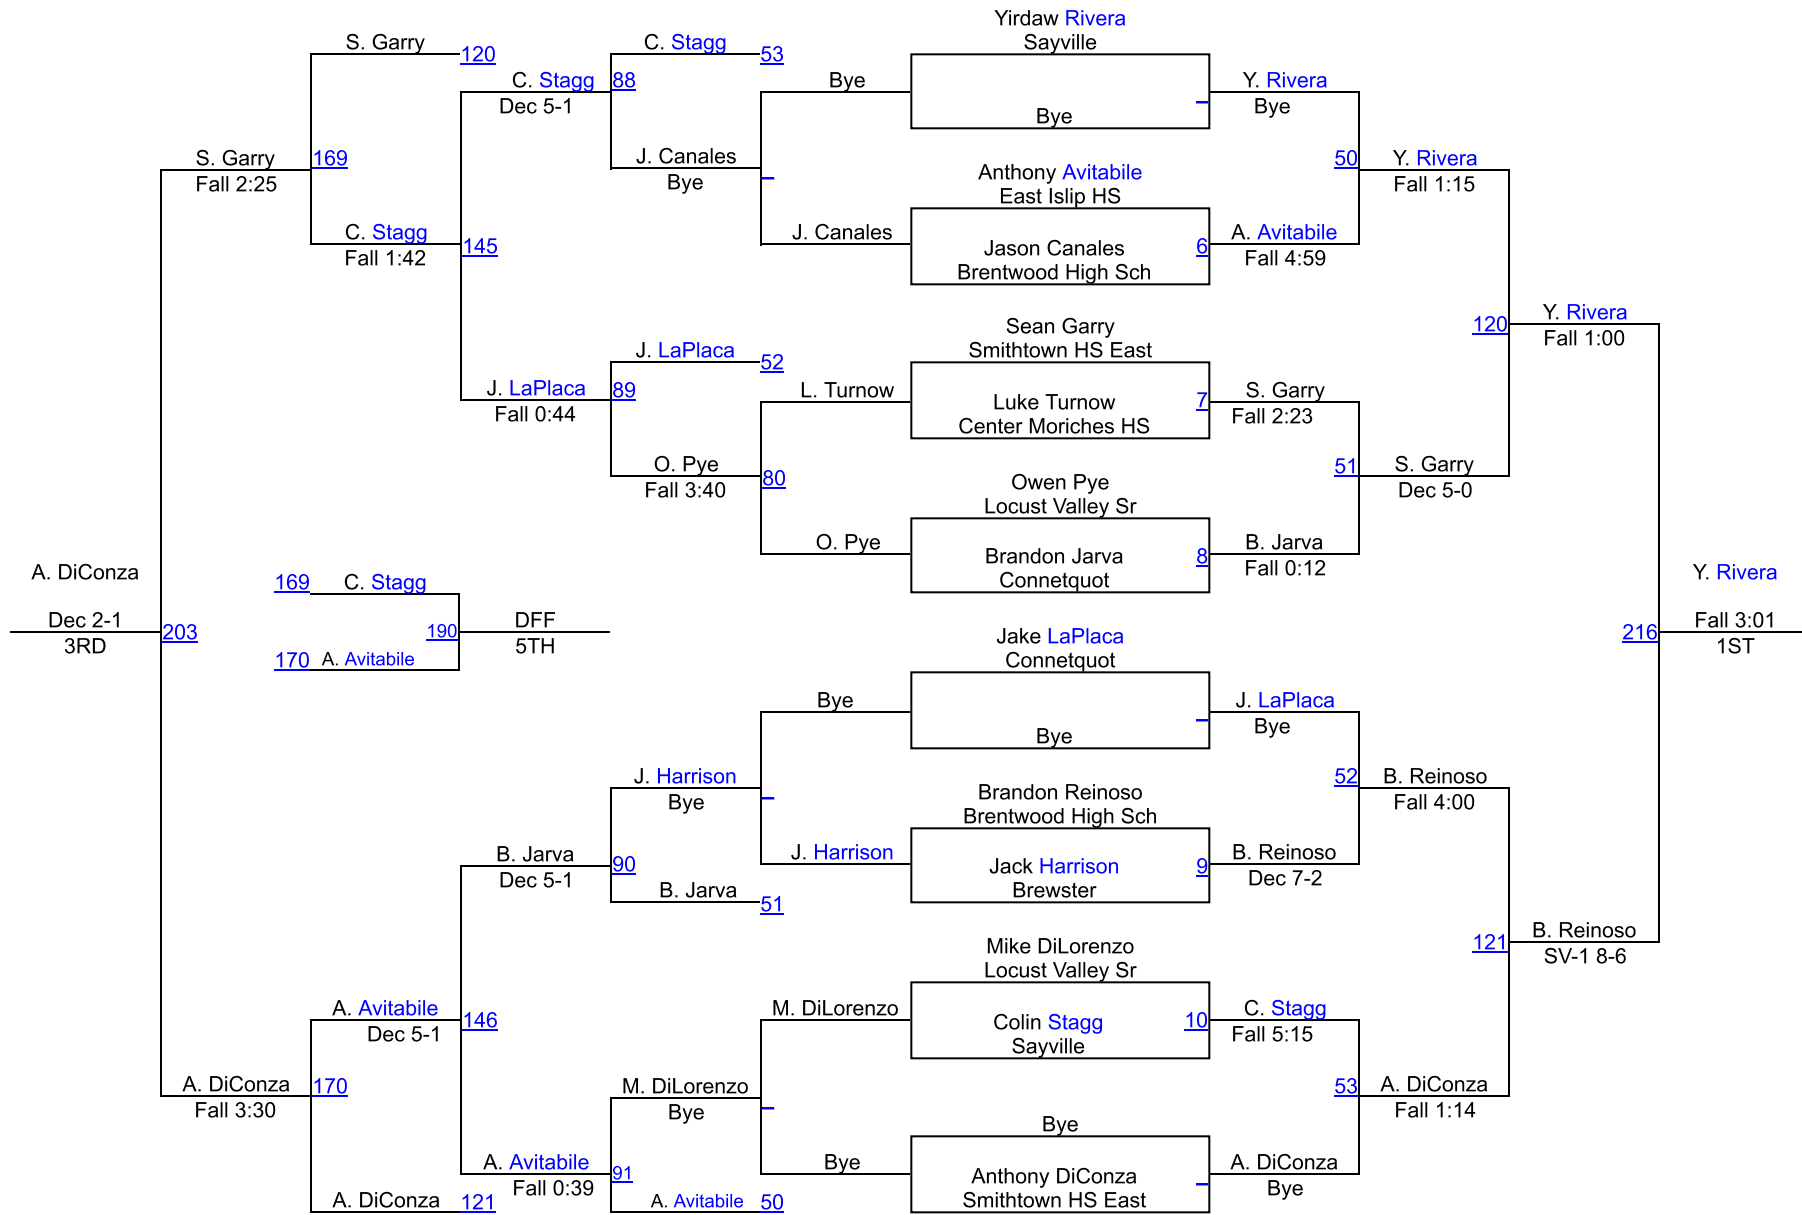 Yirdaw Rivera
S. Garry
C. Stagg
Sayville
120
53
C. Stagg
88
Bye
Y. Rivera
Dec 5-1
Bye
Bye
S. Garry
169
J. Canales
50
Y. Rivera
Fall 2:25
Bye
Anthony Avitabile
Fall 1:15
East Islip HS
C. Stagg
145
J. Canales
Jason Canales
6
A. Avitabile
Fall 1:42
Brentwood High Sch
Fall 4:59
Sean Garry
120
Y. Rivera
J. LaPlaca
52
Smithtown HS East
Fall 1:00
J. LaPlaca
89
L. Turnow
Luke Turnow
7
S. Garry
Fall 0:44
Center Moriches HS
Fall 2:23
O. Pye
80
51
S. Garry
Fall 3:40
Owen Pye
Dec 5-0
Locust Valley Sr
O. Pye
Brandon Jarva
8
B. Jarva
A. DiConza
169
C. Stagg
Connetquot
Fall 0:12
Y. Rivera
Dec 2-1
203
190
DFF
Jake LaPlaca
216
Fall 3:01
3RD
170
A. Avitabile
5TH
Connetquot
1ST
Bye
J. LaPlaca
Bye
Bye
J. Harrison
52
B. Reinoso
Bye
Brandon Reinoso
Fall 4:00
Brentwood High Sch
B. Jarva
90
J. Harrison
Jack Harrison
9
B. Reinoso
Dec 5-1
B. Jarva
51
Brewster
Dec 7-2
Mike DiLorenzo
121
B. Reinoso
Locust Valley Sr
SV-1 8-6
A. Avitabile
146
M. DiLorenzo
Colin Stagg
10
C. Stagg
Dec 5-1
Sayville
Fall 5:15
A. DiConza
170
M. DiLorenzo
53
A. DiConza
Fall 3:30
Bye
Bye
Fall 1:14
A. Avitabile
91
Bye
Anthony DiConza
A. DiConza
Fall 0:39
Smithtown HS East
Bye
A. DiConza
121
A. Avitabile
50